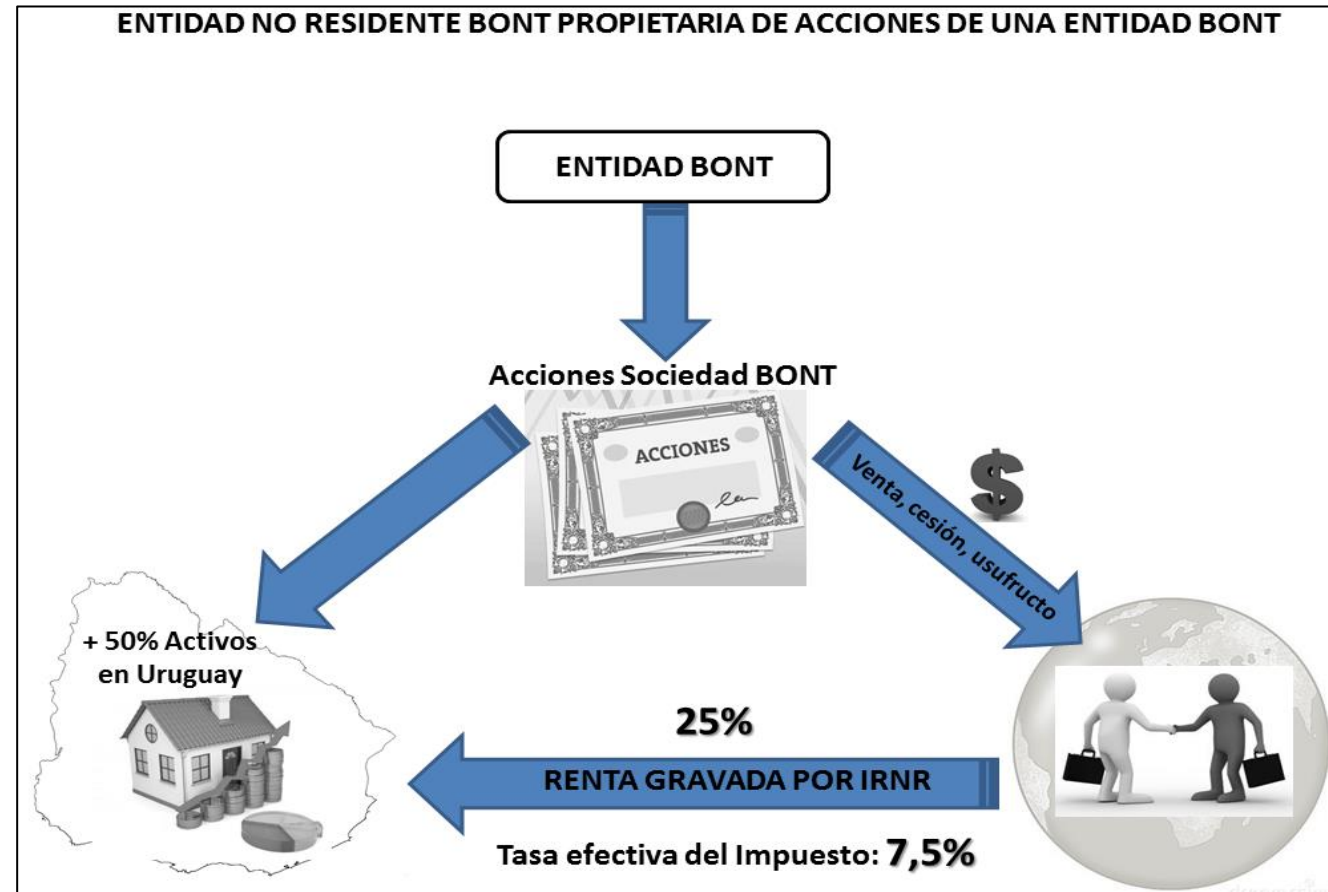 ENTIDAD NO RESIDENTE BONT PROPIETARIA DE ACCIONES DE UNA ENTIDAD BONT
ENTIDAD BONT
Acciones Sociedad BONT
ACCIONES
Venta, cesión, usufructo
$
+ 50% Activos
en Uruguay
25%
RENTA GRAVADA POR IRNR
Tasa efectiva del Impuesto: 7,5%